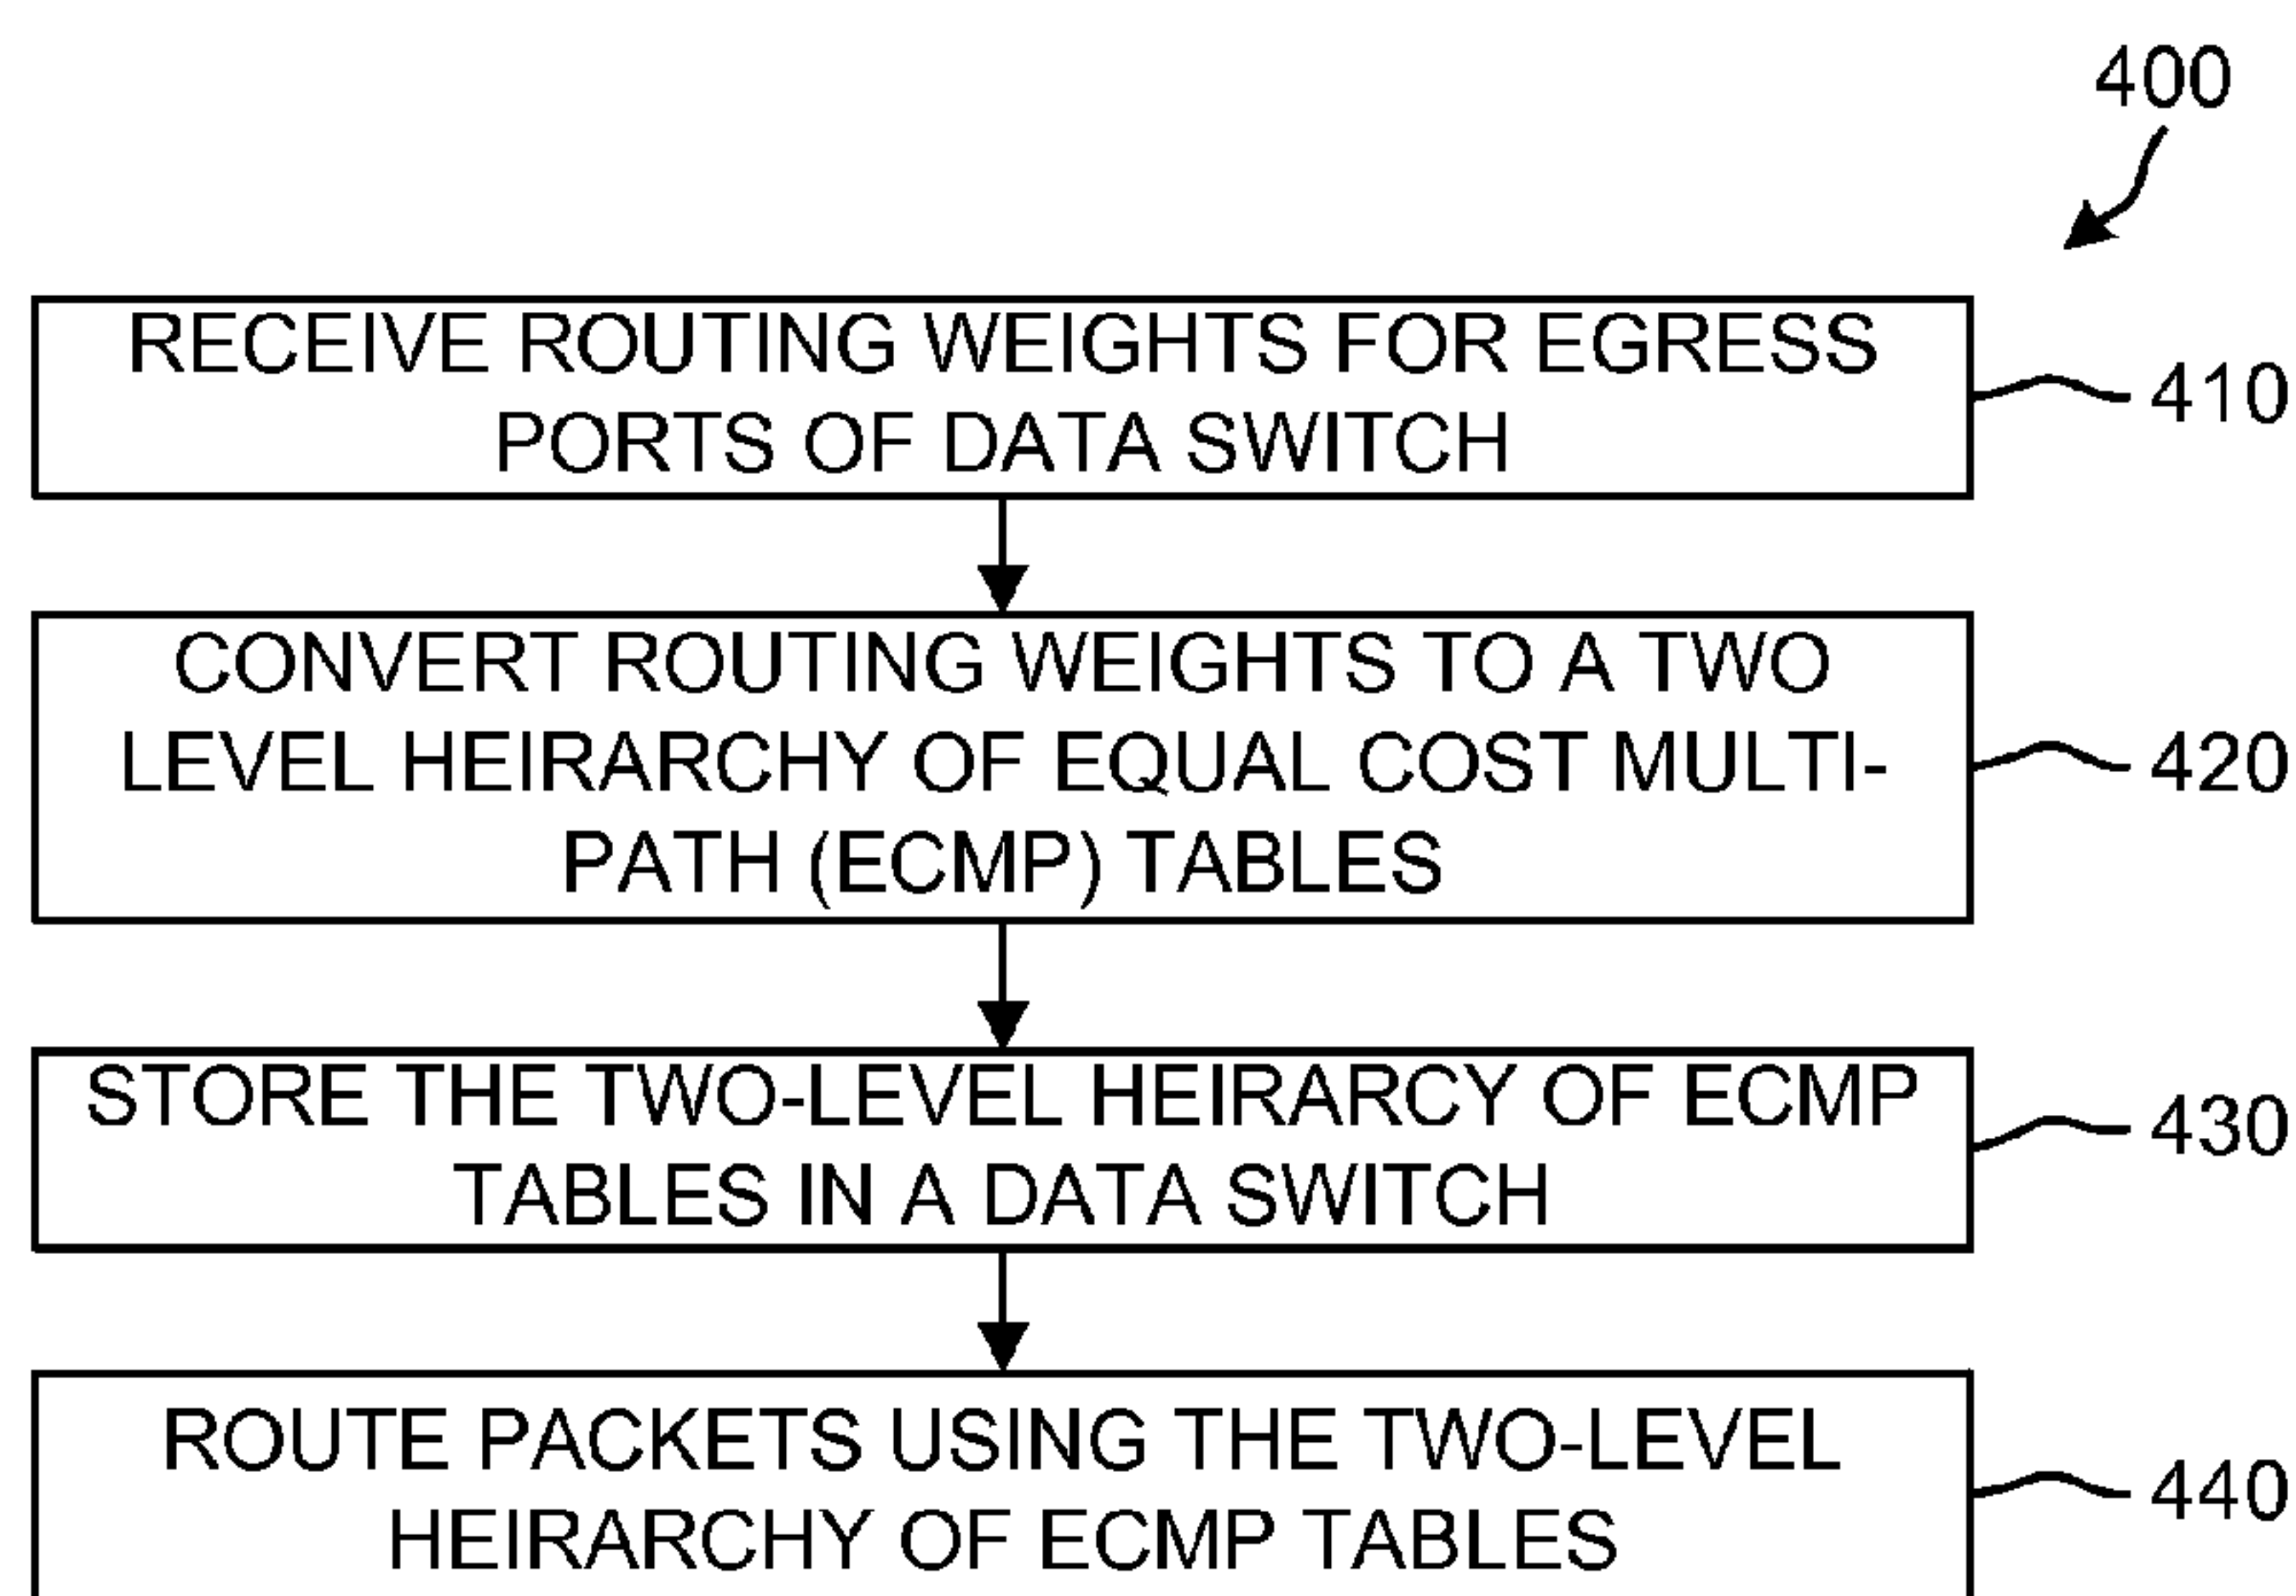 400
RECEIVE ROUTING WEIGHTS FOR EGRESS
PORTS OF DATA SWITCH
410
CONVERT ROUTING WEIGHTS TO A TWO
LEVEL HEIRARCHY OF EQUAL COST MULTI-
PATH (ECMP) TABLES
420
STORE THE TWO-LEVEL HEIRARCY OF ECMP
TABLES IN A DATA SWITCH
430
ROUTE PACKETS USING THE TWO-LEVEL
HEIRARCHY OF ECMP TABLES
440